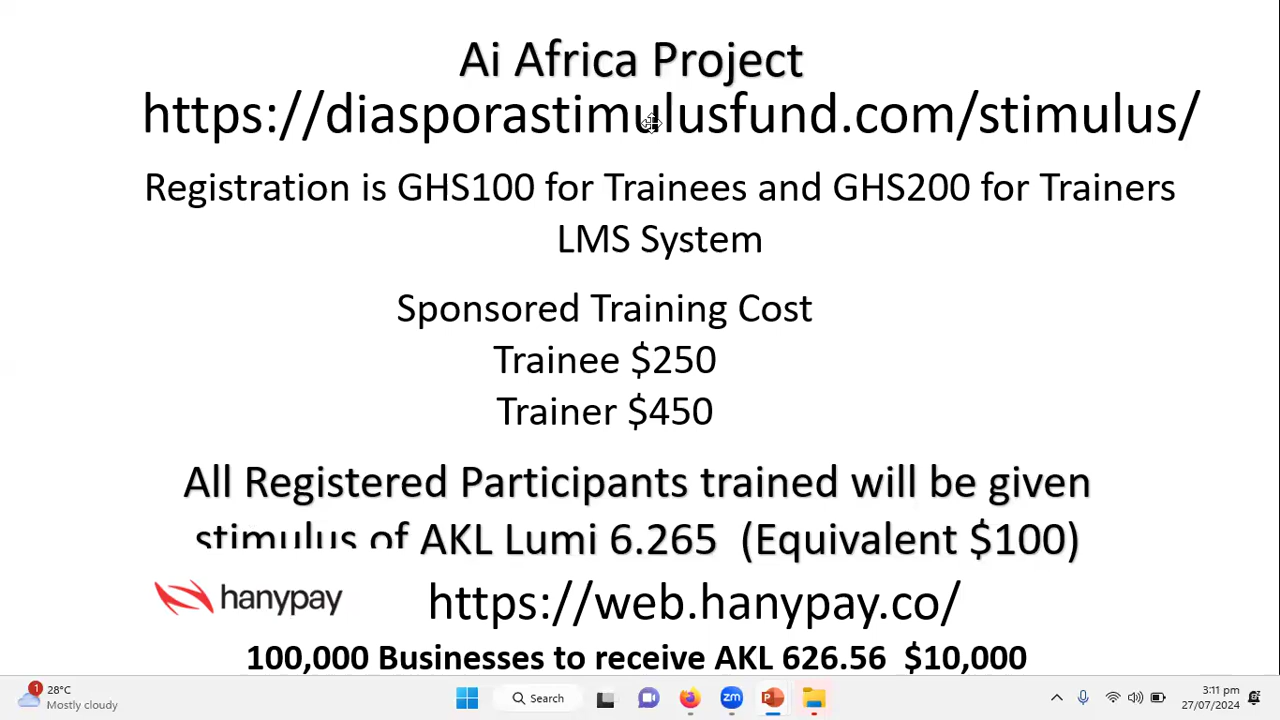 Ai Africa Project
https://diasporastimulusfund.com/stimulus/
Registration is GHS100 for Trainees and GHS200 for Trainers
LMS System
Sponsored Training Cost
Trainee $250
Trainer $450
All Registered Participants trained will be given
stimulus of AKL Lumi 6.265 (Equivalent $100)
hanypay https://web.hanypay.co/
100,000 Businesses to receive AKL 626.56 $10,000
1
28°C
Mostly cloudy
Search
zm
3:11 pm
27/07/2024